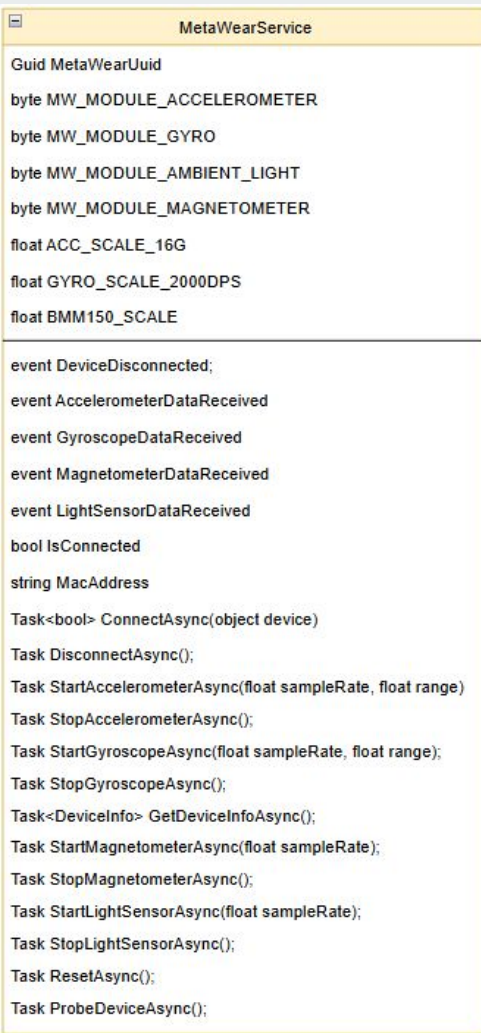 MetaWearService
Guid MetaWearUuid
byte MW_MODULE_ACCELEROMETER
byte MW_MODULE_GYRO
byte MW_MODULE_AMBIENT_LIGHT
byte MW_MODULE_MAGNETOMETER
float ACC_SCALE_16G
float GYRO_SCALE_2000DPS
float BMM150_SCALE
event DeviceDisconnected;
event AccelerometerDataReceived
event GyroscopeDataReceived
event MagnetometerDataReceived
event LightSensorDataReceived
bool IsConnected
string MacAddress
Task<bool> ConnectAsync(object device)
Task DisconnectAsync();
Task StartAccelerometerAsync(float sampleRate, float range)
Task StopAccelerometerAsync();
Task StartGyroscopeAsync(float sampleRate, float range);
Task StopGyroscopeAsync();
Task<DeviceInfo> GetDeviceInfoAsync();
Task StartMagnetometerAsync(float sampleRate);
Task StopMagnetometerAsync();
Task StartLightSensorAsync(float sampleRate);
Task StopLightSensorAsync();
Task ResetAsync();
Task ProbeDeviceAsync();